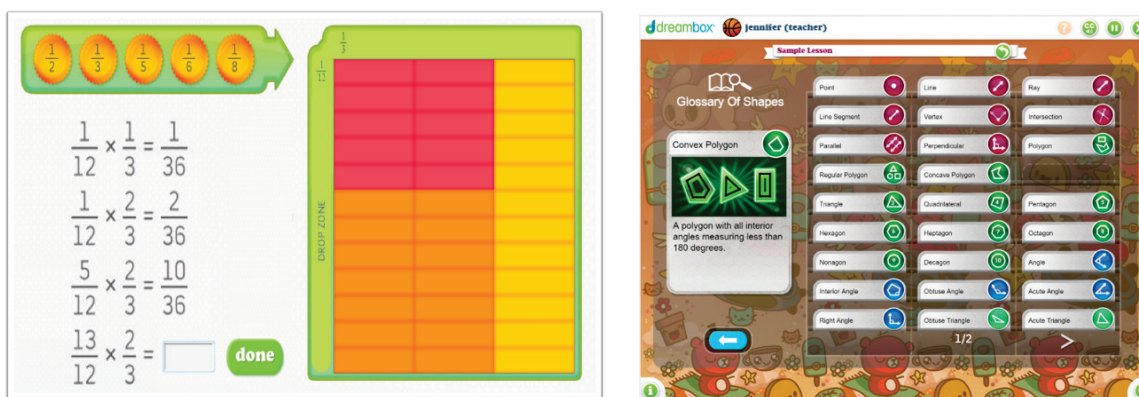 1/2 1/3 1/5 1/6 1/8
1/3
1/12
DROP ZONE
1/12 × 1/3 = 1/36
1/12 × 2/3 = 2/36
5/12 × 2/3 = 10/36
13/12 × 2/3 =
done
dreambox jennifer (teacher)
CC
Sample Lesson
Glossary Of Shapes
Convex Polygon
A polygon with all interior
angles measuring less than
180 degrees.
Point Line Ray
Line Segment Vertex Intersection
Parallel Perpendicular Polygon
Regular Polygon Concave Polygon
Triangle Quadrilateral Pentagon
Hexagon Heptagon Octagon
Nonagon Decagon Angle
Interior Angle Obtuse Angle Acute Angle
Right Angle Obtuse Triangle Acute Triangle
1/2 >